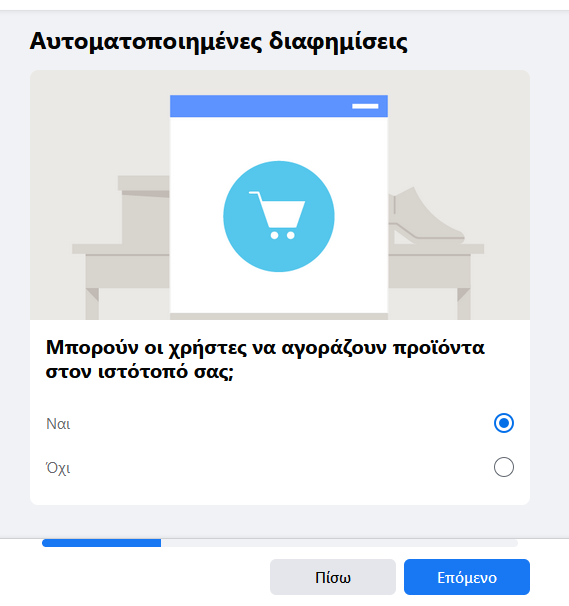 Αυτοματοποιημένες διαφημίσεις
Μπορούν οι χρήστες να αγοράζουν προϊόντα
στον ιστότοπό σας;
Ναι
Όχι
Πίσω
Επόμενο